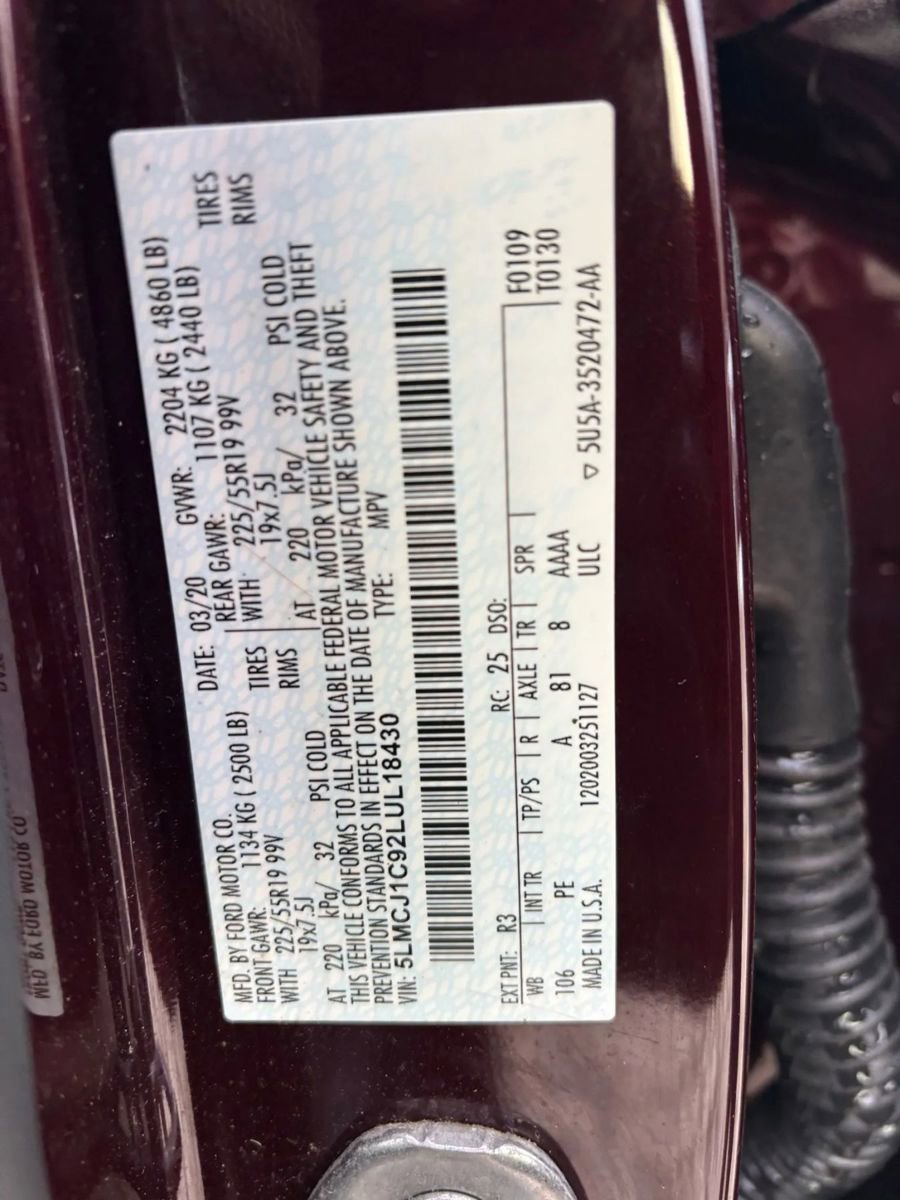 MFD. BY FORD MOTOR CO. DATE: 03/20 GVWR: 2204 KG ( 4860 LB)
FRONT GAWR: 1134 KG ( 2500 LB) REAR GAWR: 1107 KG ( 2440 LB)
WITH 225/55R19 99V TIRES WITH 225/55R19 99V TIRES
19x7.5J RIMS 19x7.5J RIMS
AT 220 kPa/ 32 PSI COLD AT 220 kPa/ 32 PSI COLD
THIS VEHICLE CONFORMS TO ALL APPLICABLE FEDERAL MOTOR VEHICLE SAFETY AND THEFT
PREVENTION STANDARDS IN EFFECT ON THE DATE OF MANUFACTURE SHOWN ABOVE.
VIN: 5LMCJ1C92LUL18430 TYPE: MPV
EXT PNT: R3 RC: 25 DSO: F0109
WB INT TR TP/PS R AXLE TR SPR T0130
106 PE A 81 8 AAAA
MADE IN U.S.A. 1202003251127 ULC ▽ 5U5A-3520472-AA